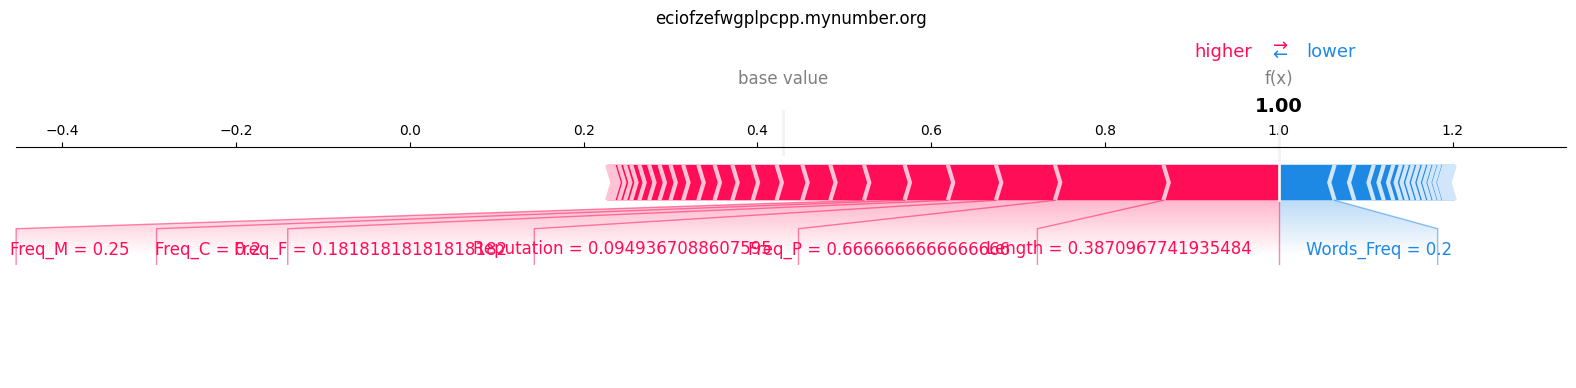 eciofzefwgplpcpp.mynumber.org
higher ⇄ lower
base value f(x)
1.00
−0.4 −0.2 0.0 0.2 0.4 0.6 0.8 1.0 1.2
Freq_M = 0.25 Freq_C = 0.2 Freq_F = 0.18181818181818182 Reputation = 0.0949367088607595 Freq_P = 0.6666666666666666 Length = 0.3870967741935484 Words_Freq = 0.2